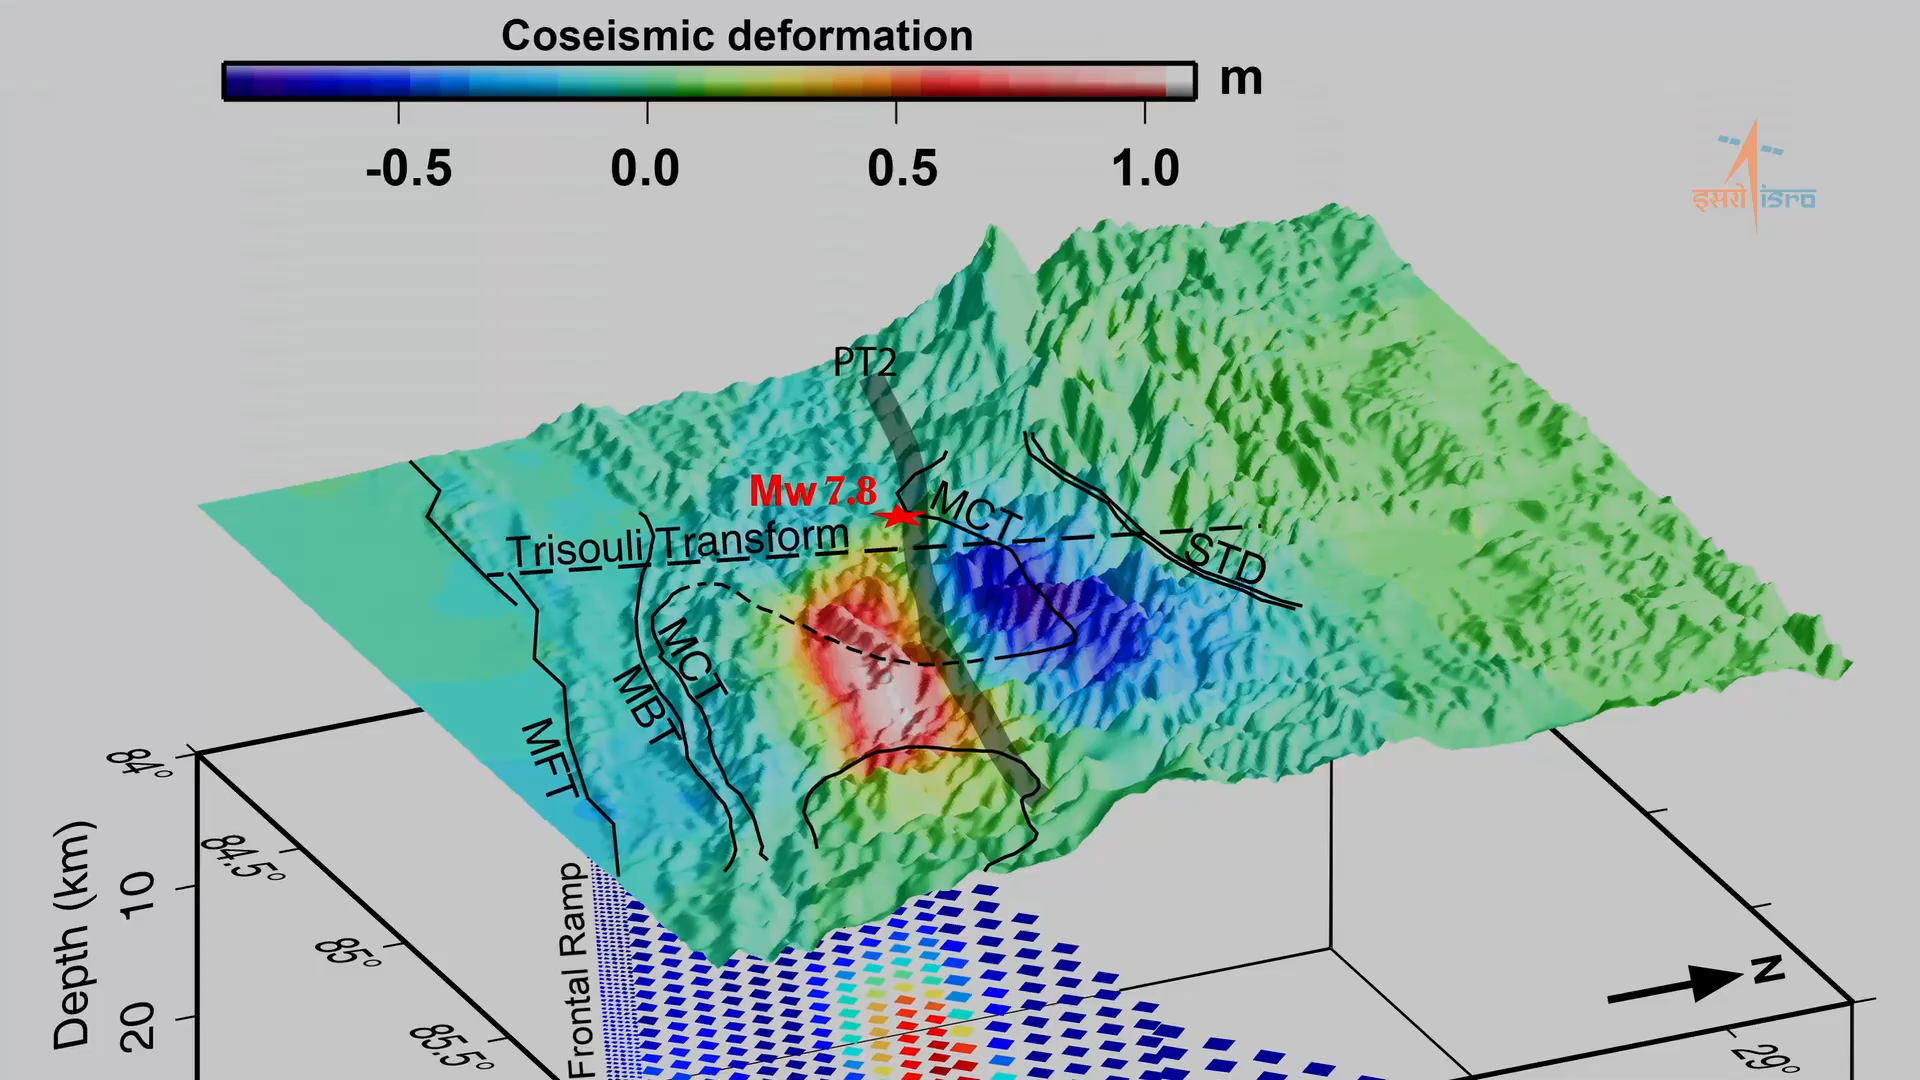 Coseismic deformation
m
-0.5 0.0 0.5 1.0
इसरो isro
PT2
Mw 7.8
MCT
Trisouli Transform
STD
MCT
MBT
MFT
84°
84.5°
85°
85.5°
Depth (km)
10
20
Frontal Ramp
N
29°